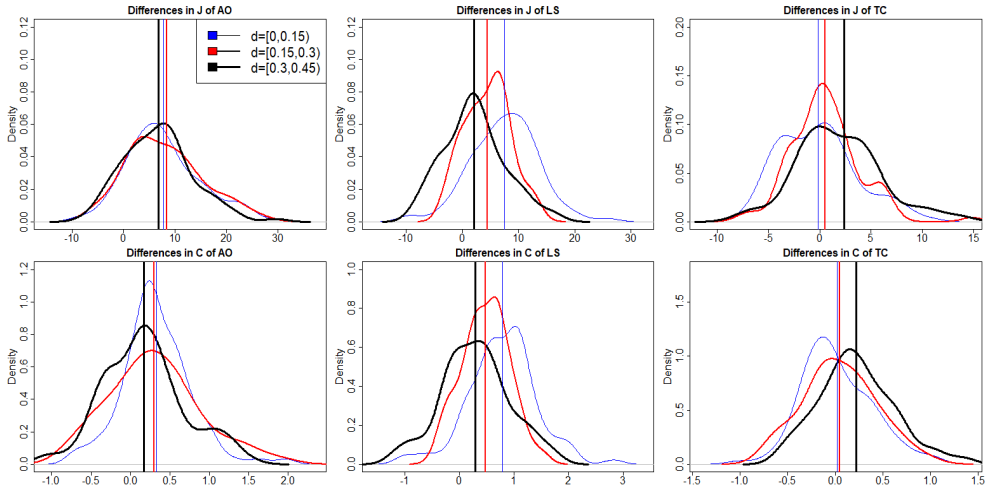 Differences in J of AO
Density
0.00 0.02 0.04 0.06 0.08 0.10 0.12
-10 0 10 20 30
d=[0,0.15)
d=[0.15,0.3)
d=[0.3,0.45)
Differences in J of LS
Density
0.00 0.02 0.04 0.06 0.08 0.10 0.12
-10 0 10 20 30
Differences in J of TC
Density
0.00 0.05 0.10 0.15 0.20
-10 -5 0 5 10 15
Differences in C of AO
Density
0.0 0.2 0.4 0.6 0.8 1.0 1.2
-1.0 -0.5 0.0 0.5 1.0 1.5 2.0
Differences in C of LS
Density
0.0 0.2 0.4 0.6 0.8 1.0
-1 0 1 2 3
Differences in C of TC
Density
0.0 0.5 1.0 1.5
-1.5 -1.0 -0.5 0.0 0.5 1.0 1.5